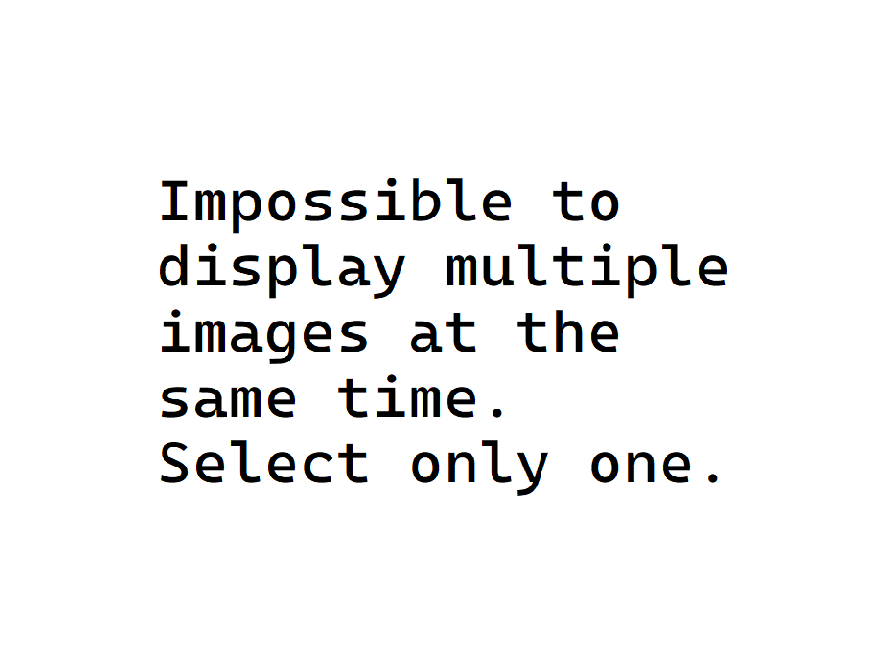 Impossible to
display multiple
images at the
same time.
Select only one.